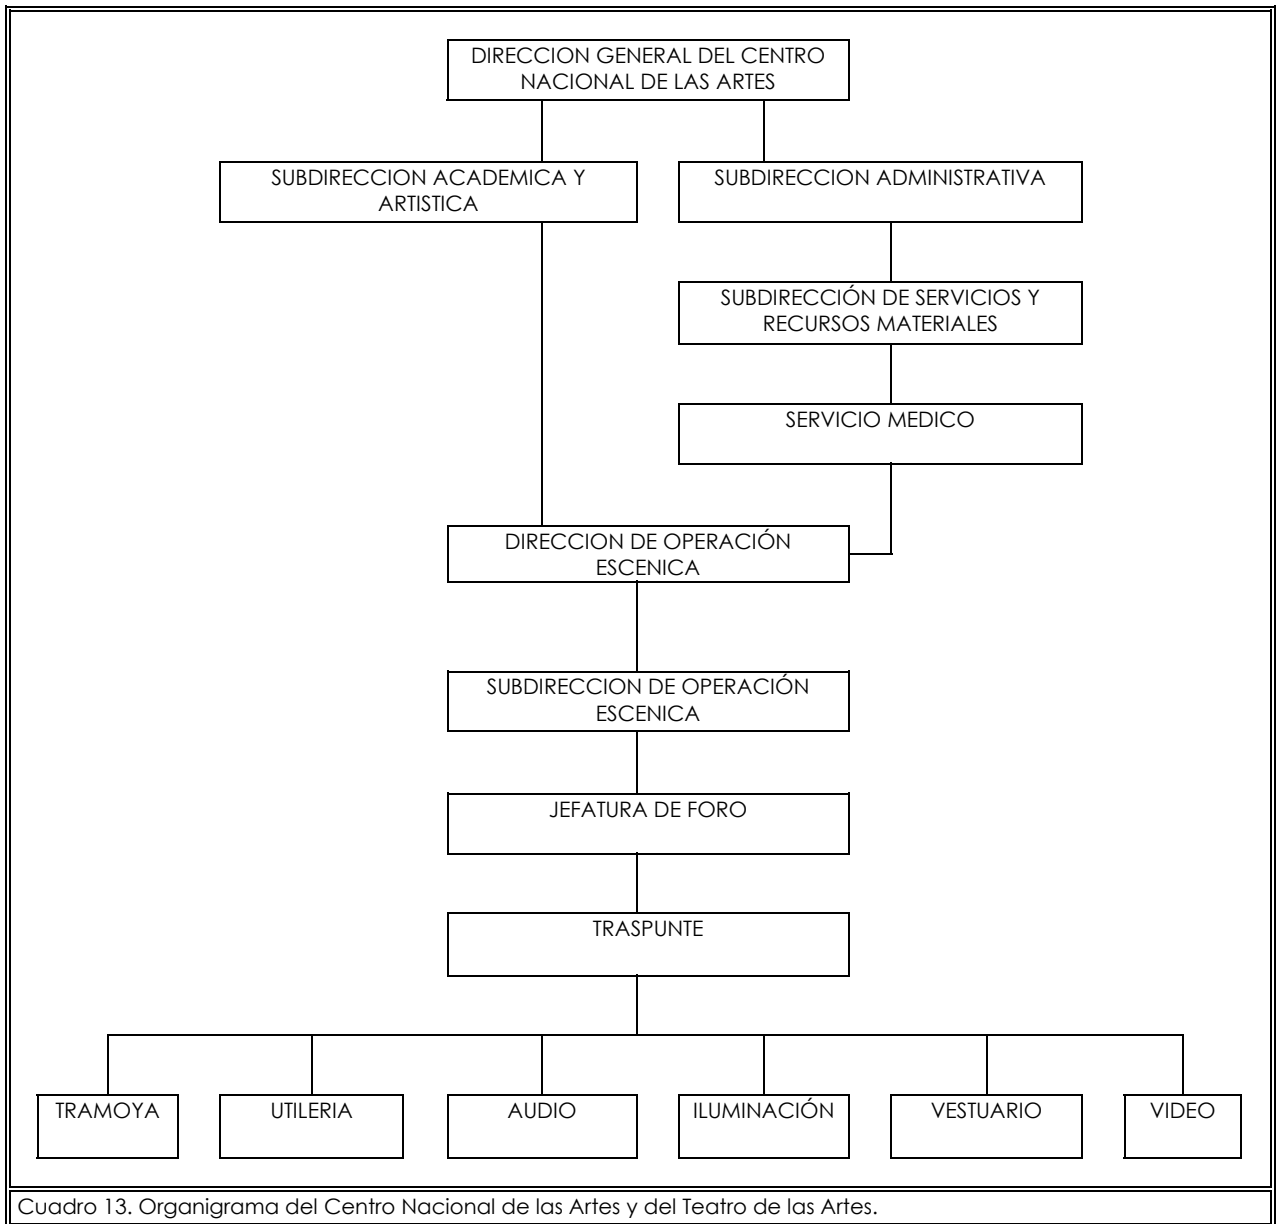 DIRECCION GENERAL DEL CENTRO
NACIONAL DE LAS ARTES
SUBDIRECCION ACADEMICA Y
ARTISTICA
SUBDIRECCION ADMINISTRATIVA
SUBDIRECCIÓN DE SERVICIOS Y
RECURSOS MATERIALES
SERVICIO MEDICO
DIRECCION DE OPERACIÓN
ESCENICA
SUBDIRECCION DE OPERACIÓN
ESCENICA
JEFATURA DE FORO
TRASPUNTE
TRAMOYA
UTILERIA
AUDIO
ILUMINACIÓN
VESTUARIO
VIDEO
Cuadro 13. Organigrama del Centro Nacional de las Artes y del Teatro de las Artes.